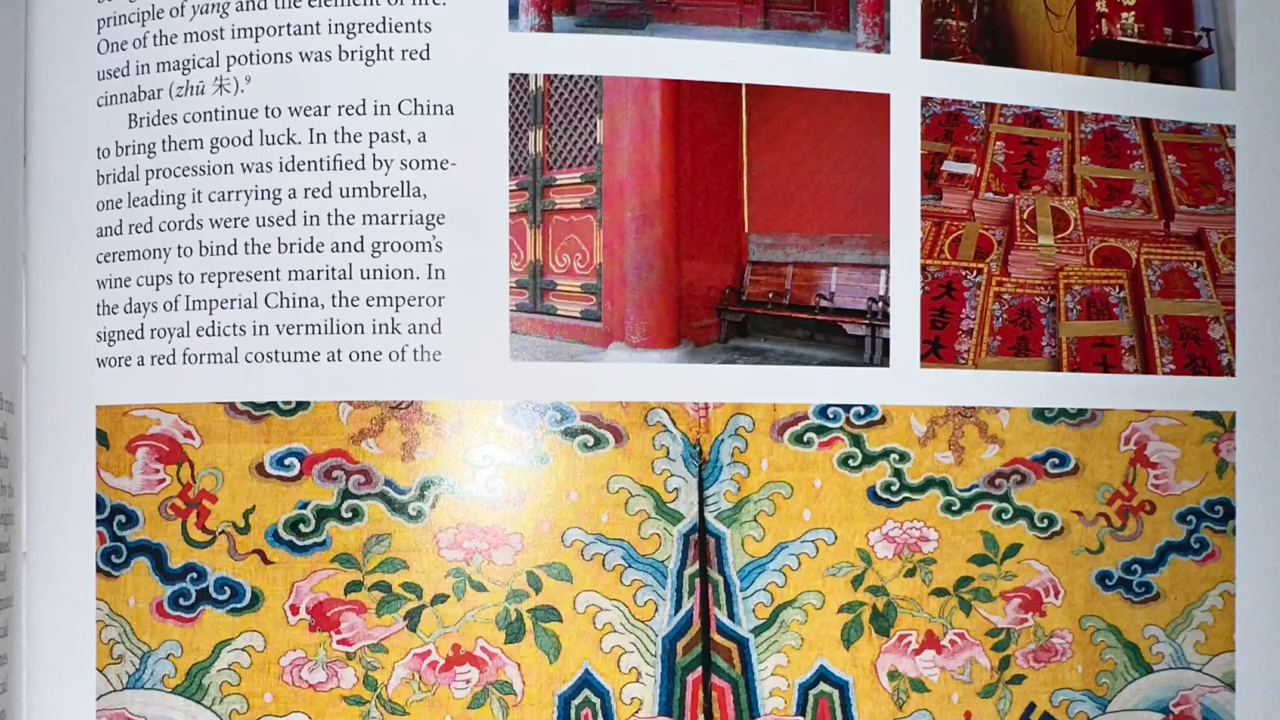 principle of yang and the element of life.
One of the most important ingredients
used in magical potions was bright red
cinnabar (zhū 朱).⁹
Brides continue to wear red in China
to bring them good luck. In the past, a
bridal procession was identified by some-
one leading it carrying a red umbrella,
and red cords were used in the marriage
ceremony to bind the bride and groom's
wine cups to represent marital union. In
the days of Imperial China, the emperor
signed royal edicts in vermilion ink and
wore a red formal costume at one of the
大吉
恭喜